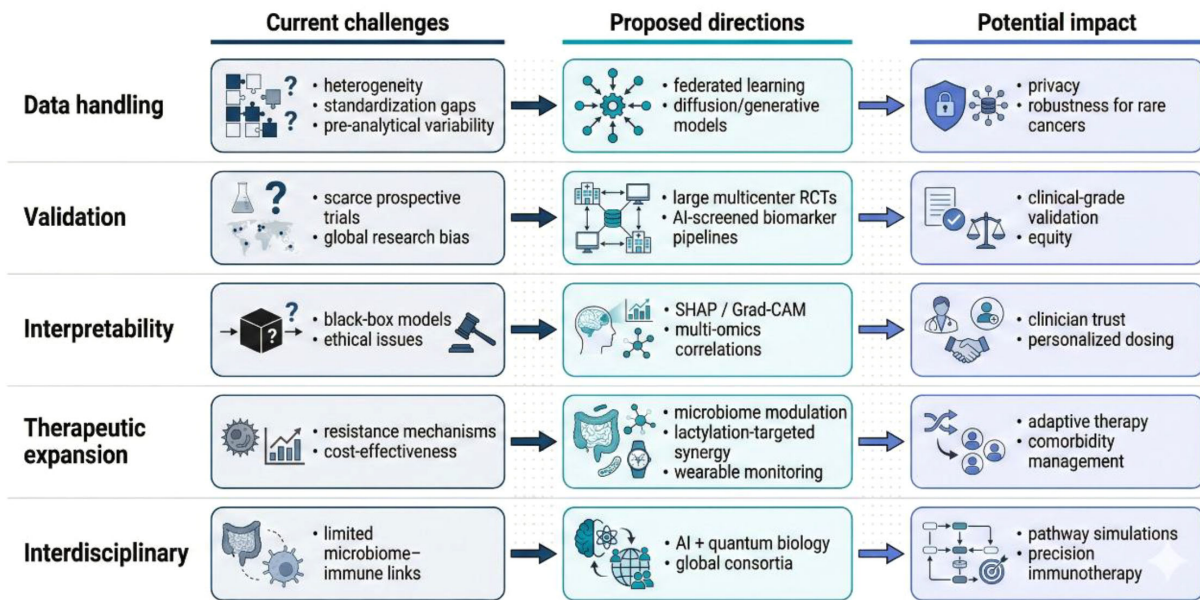 Current challenges
Proposed directions
Potential impact
Data handling
• heterogeneity
• standardization gaps
• pre-analytical variability
? ?
• federated learning
• diffusion/generative
models
• privacy
• robustness for rare
cancers
Validation
?
• scarce prospective
trials
• global research bias
• large multicenter RCTs
• AI-screened biomarker
pipelines
• clinical-grade
validation
• equity
Interpretability
? ?
• black-box models
• ethical issues
• SHAP / Grad-CAM
• multi-omics
correlations
• clinician trust
• personalized dosing
Therapeutic
expansion
• resistance mechanisms
• cost-effectiveness
• microbiome modulation
• lactylation-targeted
synergy
• wearable monitoring
• adaptive therapy
• comorbidity
management
Interdisciplinary
• limited
microbiome–
immune links
• AI + quantum biology
• global consortia
• pathway simulations
• precision
immunotherapy